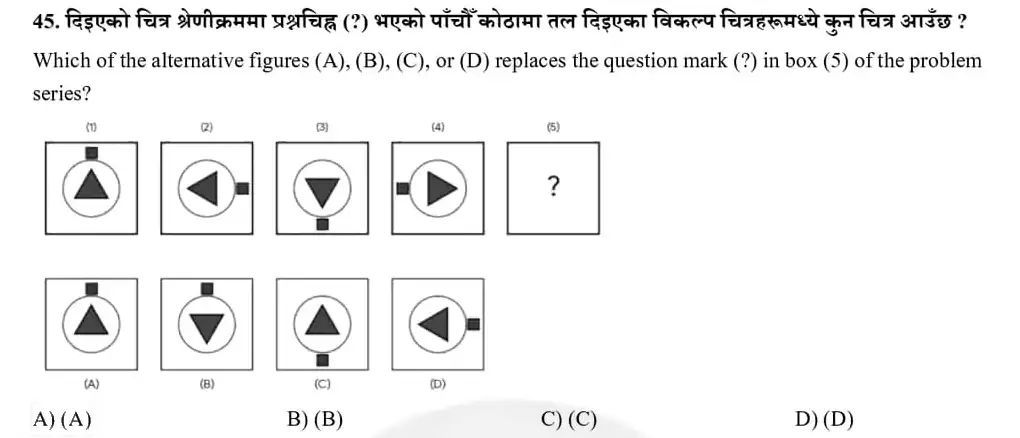 45. दिइएको चित्र श्रेणीक्रममा प्रश्नचिह्न (?) भएको पाँचौँ कोठामा तल दिइएका विकल्प चित्रहरूमध्ये कुन चित्र आउँछ ?
Which of the alternative figures (A), (B), (C), or (D) replaces the question mark (?) in box (5) of the problem
series?
(1) (2) (3) (4) (5)
?
(A) (B) (C) (D)
A) (A) B) (B) C) (C) D) (D)